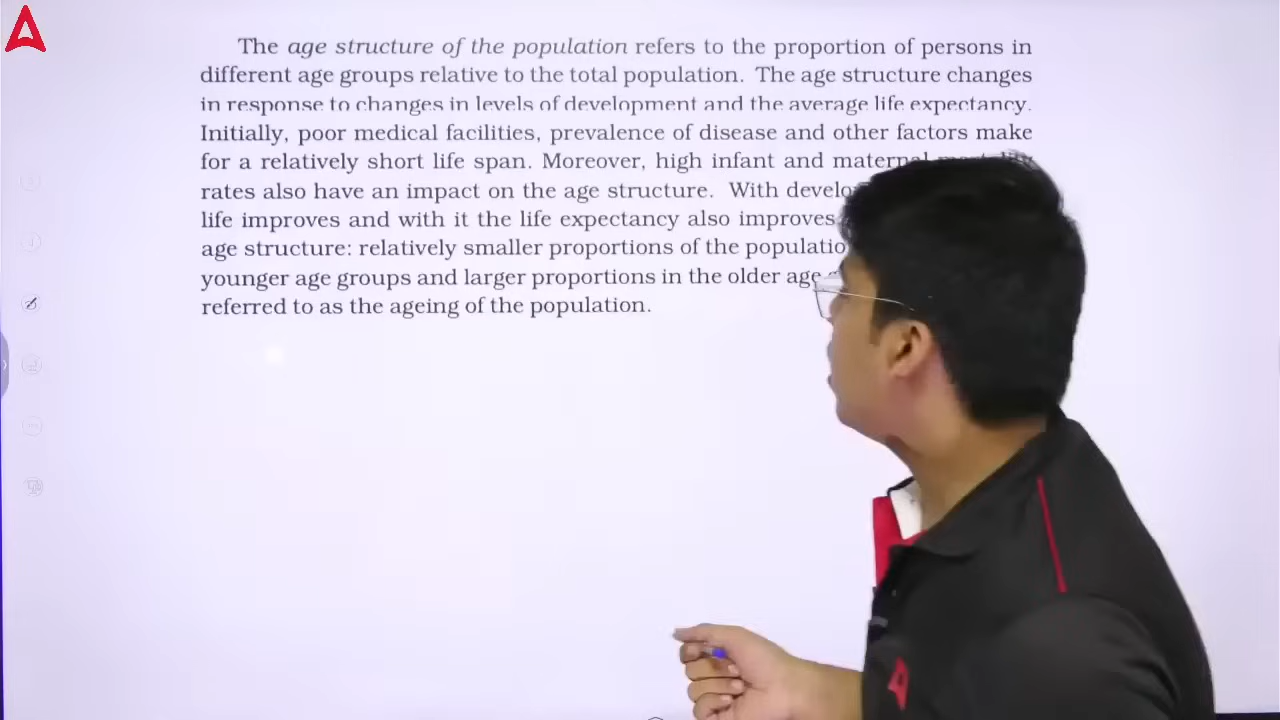 The age structure of the population refers to the proportion of persons in
different age groups relative to the total population. The age structure changes
in response to changes in levels of development and the average life expectancy.
Initially, poor medical facilities, prevalence of disease and other factors make
for a relatively short life span. Moreover, high infant and maternal
rates also have an impact on the age structure. With
life improves and with it the life expectancy also improves
age structure: relatively smaller proportions of the
younger age groups and larger proportions in the older age
referred to as the ageing of the population.